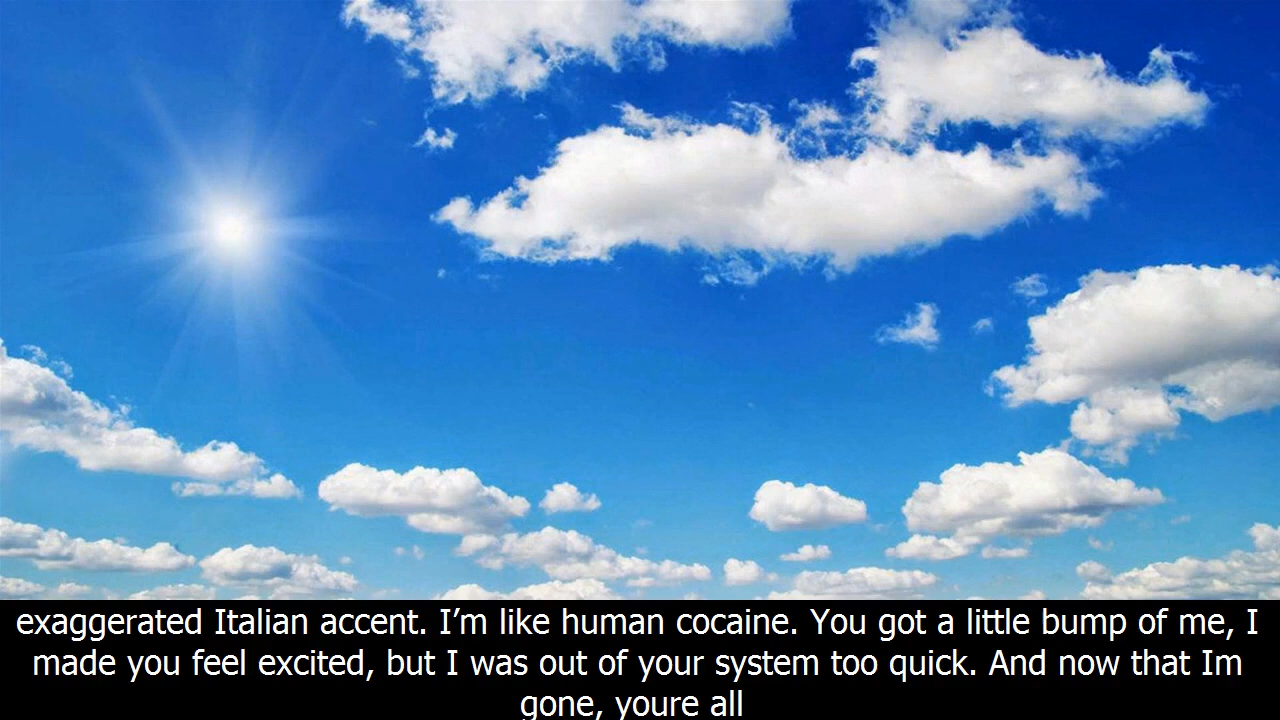 exaggerated Italian accent. I’m like human cocaine. You got a little bump of me, I
made you feel excited, but I was out of your system too quick. And now that Im
gone, youre all